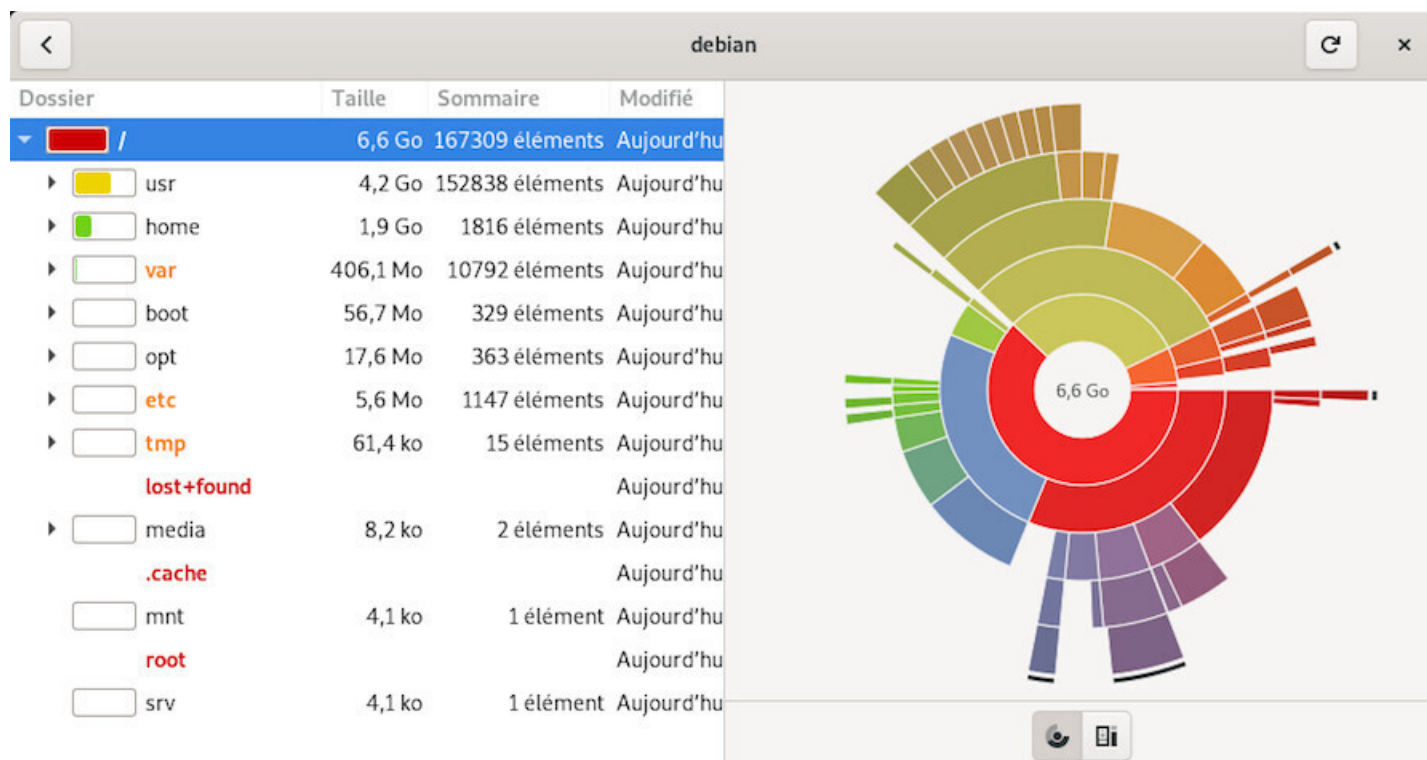 debian
Dossier Taille Sommaire Modifié
/ 6,6 Go 167309 éléments Aujourd'hu
usr 4,2 Go 152838 éléments Aujourd'hu
home 1,9 Go 1816 éléments Aujourd'hu
var 406,1 Mo 10792 éléments Aujourd'hu
boot 56,7 Mo 329 éléments Aujourd'hu
opt 17,6 Mo 363 éléments Aujourd'hu
etc 5,6 Mo 1147 éléments Aujourd'hu
tmp 61,4 ko 15 éléments Aujourd'hu
lost+found Aujourd'hu
media 8,2 ko 2 éléments Aujourd'hu
.cache Aujourd'hu
mnt 4,1 ko 1 élément Aujourd'hu
root Aujourd'hu
srv 4,1 ko 1 élément Aujourd'hu
6,6 Go